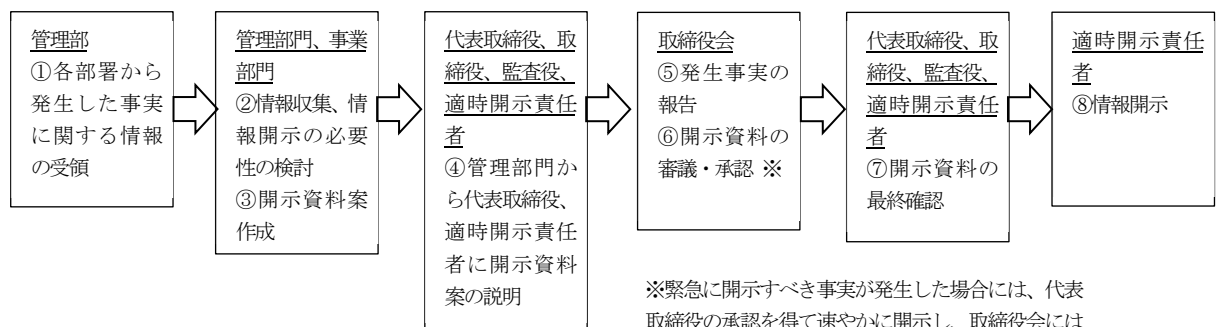 管理部
①各部署から
発生した事実
に関する情報
の受領
管理部門、事業
部門
②情報収集、情
報開示の必要
性の検討
③開示資料案
作成
代表取締役、取
締役、監査役、
適時開示責任
者
④管理部門か
ら代表取締役、
適時開示責任
者に開示資料
案の説明
取締役会
⑤発生事実の
報告
⑥開示資料の
審議・承認 ※
代表取締役、取
締役、監査役、
適時開示責任
者
⑦開示資料の
最終確認
適時開示責任
者
⑧情報開示
※緊急に開示すべき事実が発生した場合には、代表
取締役の承認を得て速やかに開示し、取締役会には